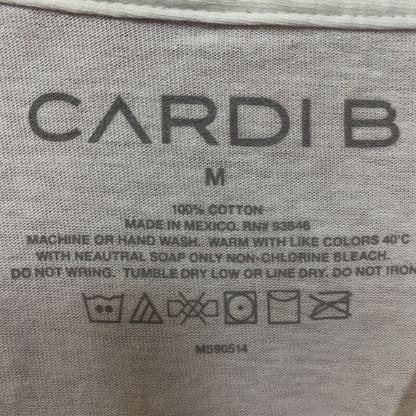 CARDI B
M
100% COTTON
MADE IN MEXICO. RN# 93846
MACHINE OR HAND WASH. WARM WITH LIKE COLORS 40°C
WITH NEAUTRAL SOAP ONLY NON-CHLORINE BLEACH.
DO NOT WRING. TUMBLE DRY LOW OR LINE DRY. DO NOT IRON
M590514